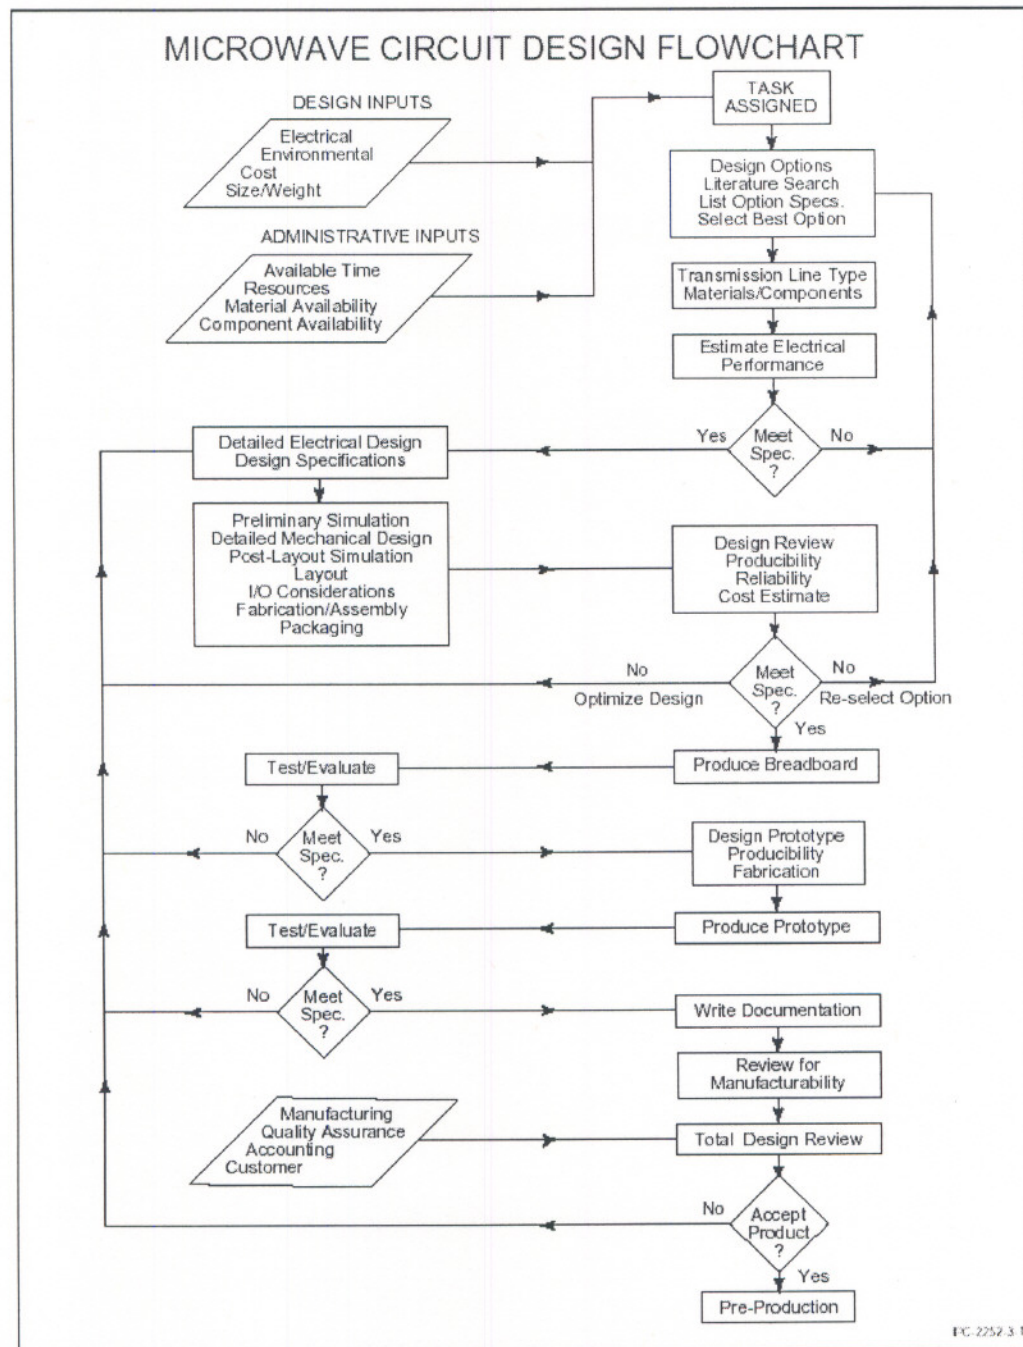 MICROWAVE CIRCUIT DESIGN FLOWCHART
DESIGN INPUTS
Electrical
Environmental
Cost
Size/Weight
TASK
ASSIGNED
Design Options
Literature Search
List Option Specs.
Select Best Option
ADMINISTRATIVE INPUTS
Available Time
Resources
Material Availability
Component Availability
Transmission Line Type
Materials/Components
Estimate Electrical
Performance
Meet
Spec.
?
Yes
No
Detailed Electrical Design
Design Specifications
Preliminary Simulation
Detailed Mechanical Design
Post-Layout Simulation
Layout
I/O Considerations
Fabrication/Assembly
Packaging
Design Review
Producibility
Reliability
Cost Estimate
Meet
Spec.
?
No
Optimize Design
No
Re-select Option
Yes
Produce Breadboard
Test/Evaluate
Meet
Spec.
?
No
Yes
Design Prototype
Producibility
Fabrication
Produce Prototype
Test/Evaluate
Meet
Spec.
?
No
Yes
Write Documentation
Review for
Manufacturability
Manufacturing
Quality Assurance
Accounting
Customer
Total Design Review
Accept
Product
?
No
Yes
Pre-Production
IPC-2252-3-1